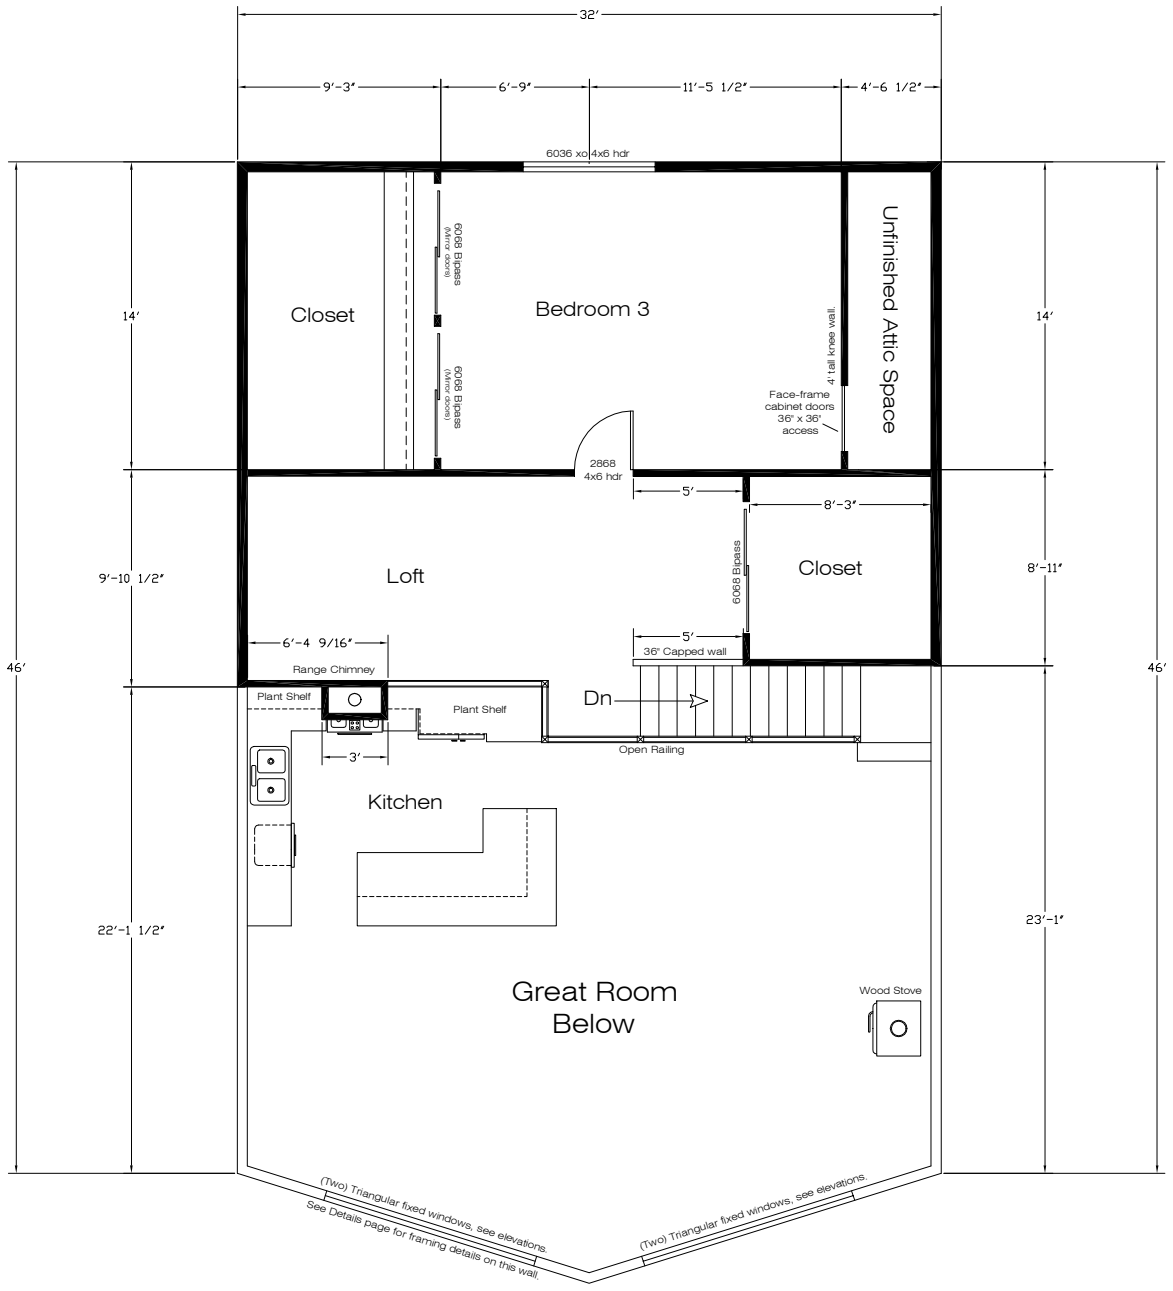 32'
9'-3"
6'-9"
11'-5 1/2"
4'-6 1/2"
6036 xo 4x6 hdr
Closet
6068 Bipass
(Mirror doors)
6068 Bipass
(Mirror doors)
Bedroom 3
4' tall knee wall.
Face-frame
cabinet doors
36" x 36"
access
Unfinished Attic Space
14'
14'
2868
4x6 hdr
5'
8'-3"
6068 Bipass
Closet
Loft
9'-10 1/2"
8'-11"
6'-4 9/16"
5'
36" Capped wall
Range Chimney
46'
46'
Plant Shelf
Plant Shelf
Dn
Open Railing
3'
Kitchen
22'-1 1/2"
23'-1"
Great Room
Below
Wood Stove
(Two) Triangular fixed windows, see elevations.
See Details page for framing details on this wall.
(Two) Triangular fixed windows, see elevations.